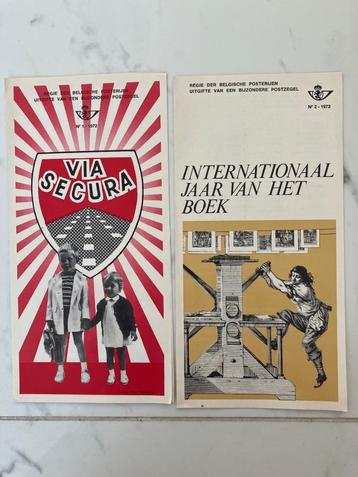 REGIE DER BELGISCHE POSTERIJEN
UITGIFTE VAN EEN BIJZONDERE POSTZEGEL
Nº 1 - 1972
VIA
SECURA
REGIE DER BELGISCHE POSTERIJEN
UITGIFTE VAN EEN BIJZONDERE POSTZEGEL
Nº 2 - 1972
INTERNATIONAAL
JAAR VAN HET
BOEK